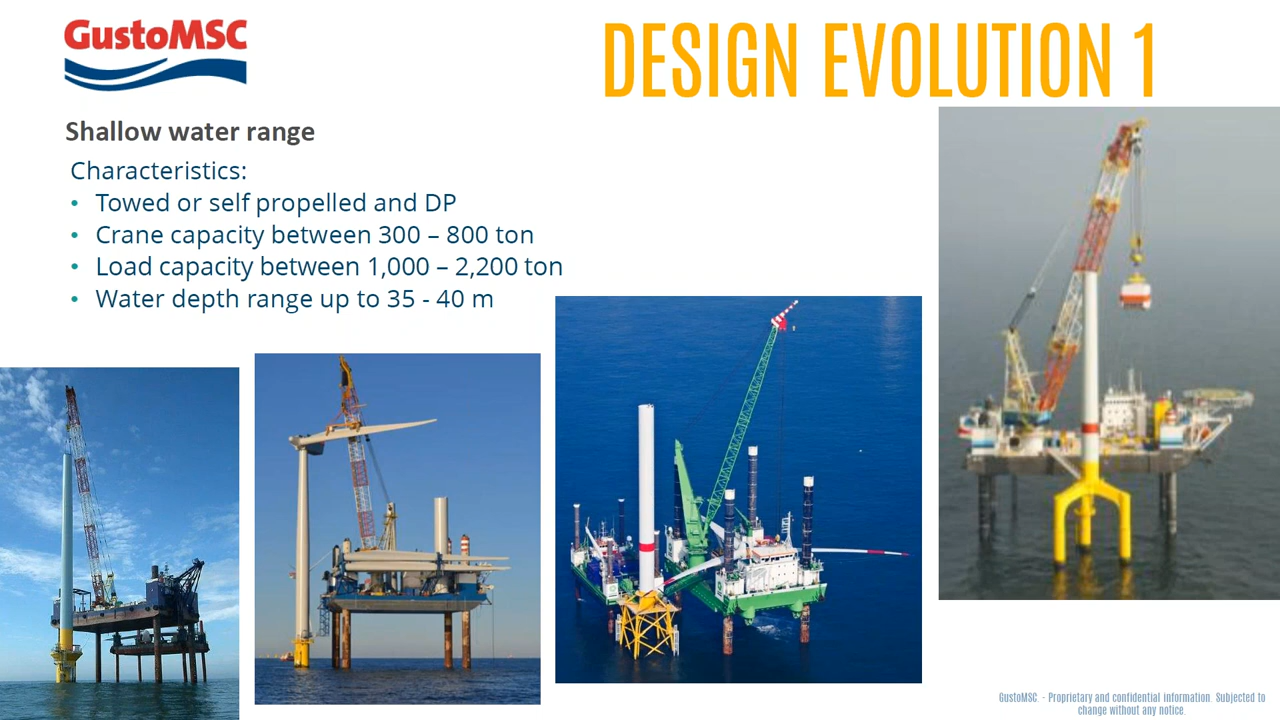 GustoMSC
DESIGN EVOLUTION 1
Shallow water range
Characteristics:
• Towed or self propelled and DP
• Crane capacity between 300 – 800 ton
• Load capacity between 1,000 – 2,200 ton
• Water depth range up to 35 - 40 m
GustoMSC. - Proprietary and confidential information. Subjected to
change without any notice.